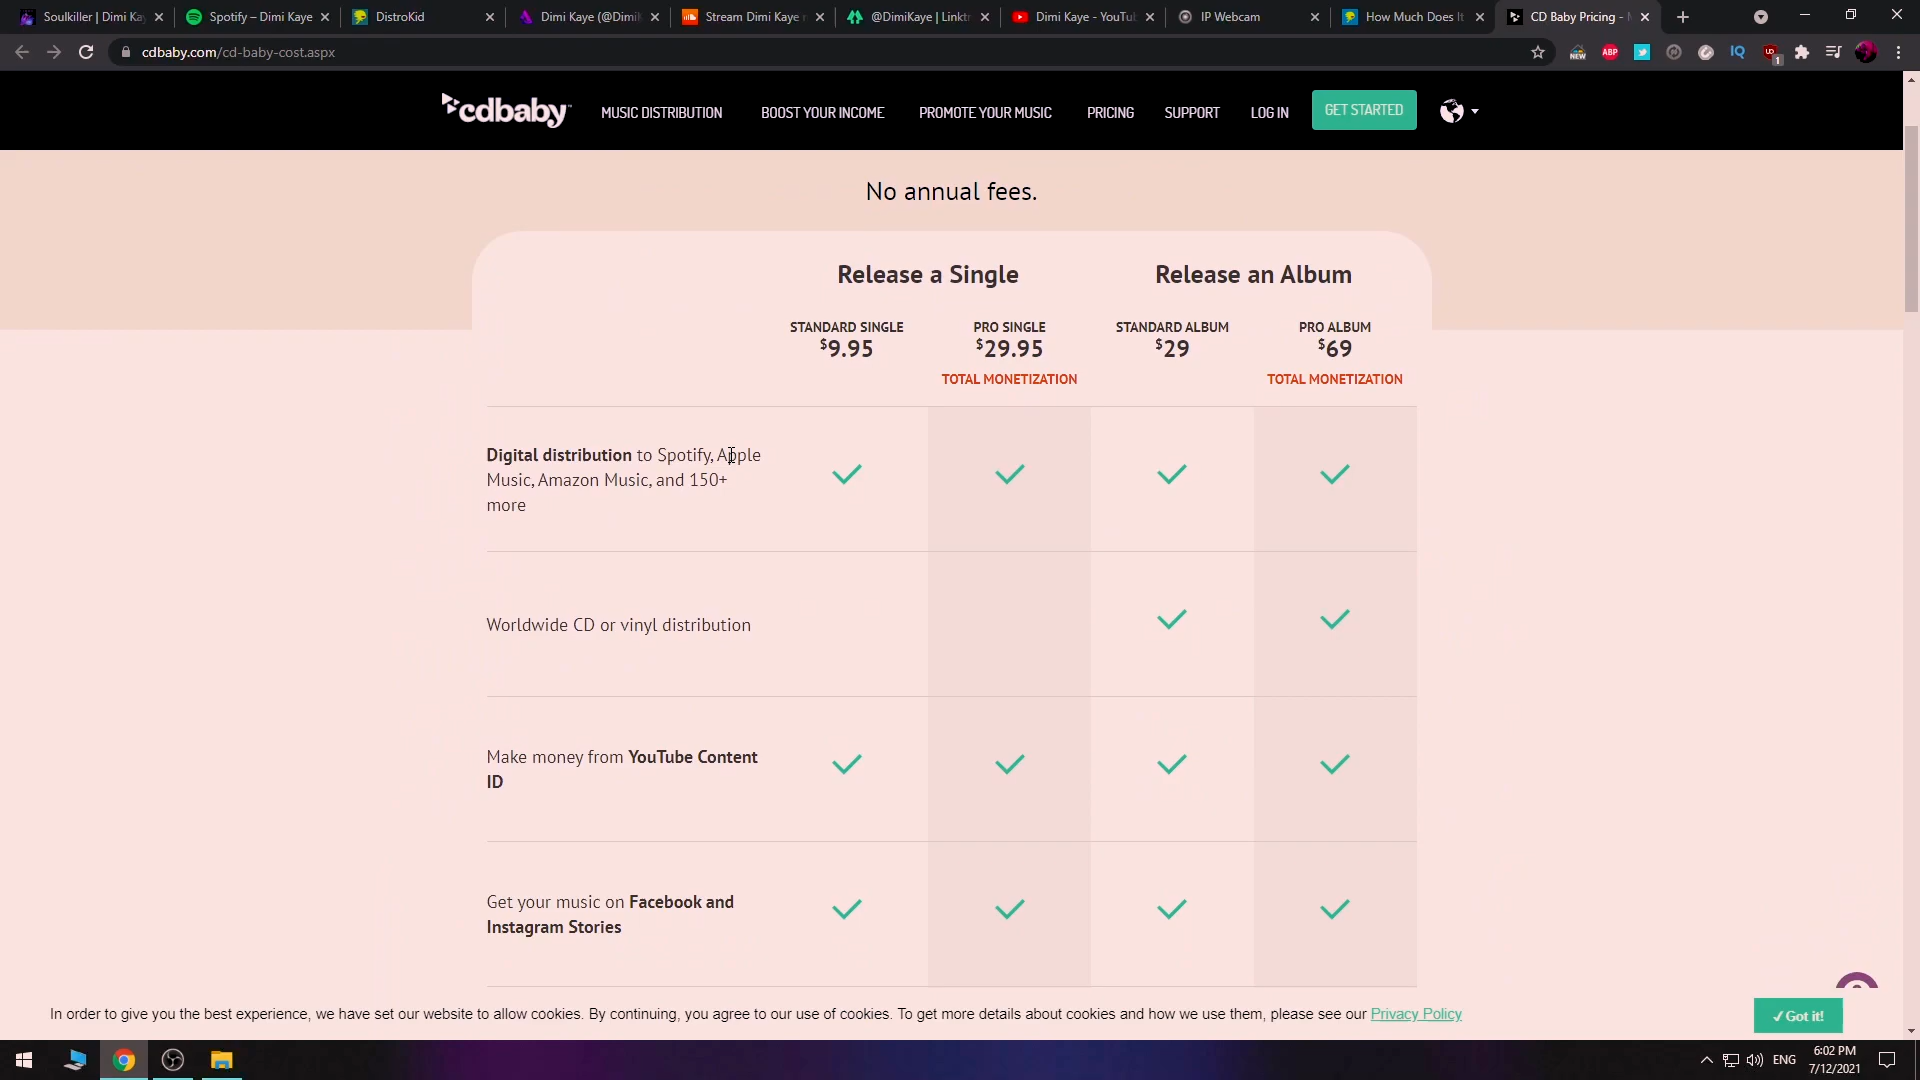 Soulkiller | Dimi Kay
Spotify – Dimi Kaye
DistroKid
Dimi Kaye (@Dimi
Stream Dimi Kaye
@DimiKaye | Linktr
Dimi Kaye - YouTu
IP Webcam
How Much Does It
CD Baby Pricing -
cdbaby.com/cd-baby-cost.aspx
NEW
ABP
IQ
1
cdbaby
MUSIC DISTRIBUTION
BOOST YOUR INCOME
PROMOTE YOUR MUSIC
PRICING
SUPPORT
LOG IN
GET STARTED
No annual fees.
Release a Single
Release an Album
STANDARD SINGLE
$9.95
PRO SINGLE
$29.95
TOTAL MONETIZATION
STANDARD ALBUM
$29
PRO ALBUM
$69
TOTAL MONETIZATION
Digital distribution to Spotify, Apple
Music, Amazon Music, and 150+
more
Worldwide CD or vinyl distribution
Make money from YouTube Content
ID
Get your music on Facebook and
Instagram Stories
In order to give you the best experience, we have set our website to allow cookies. By continuing, you agree to our use of cookies. To get more details about cookies and how we use them, please see our Privacy Policy
✓Got it!
ENG
6:02 PM
7/12/2021